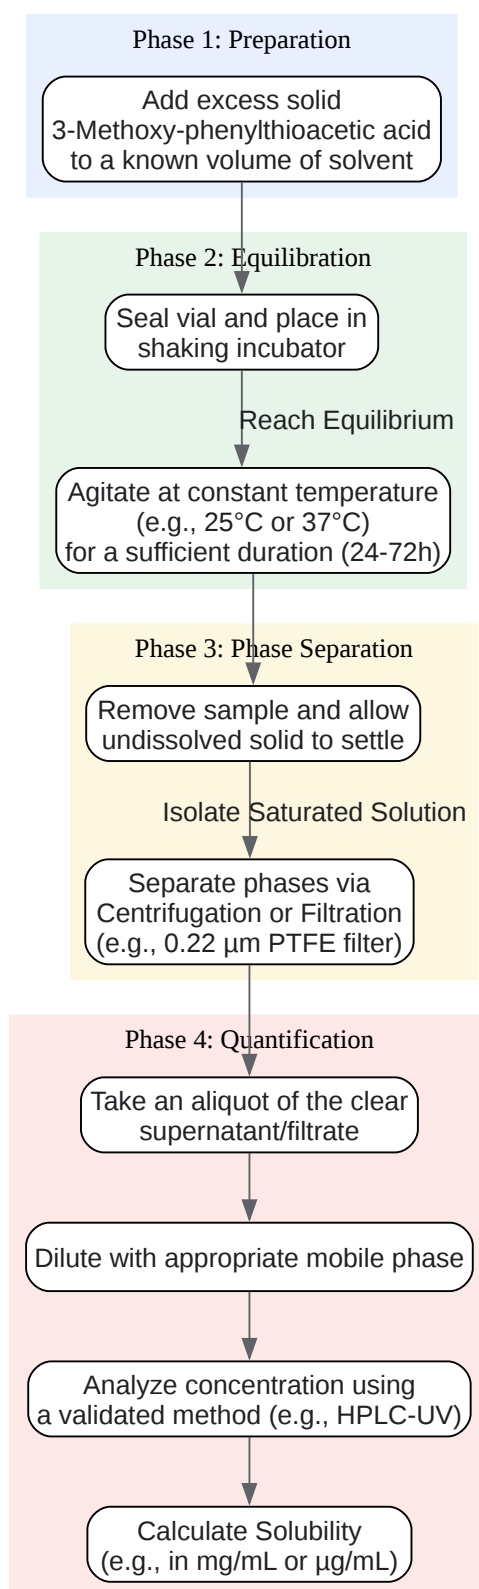 Phase 1: Preparation
Add excess solid
3-Methoxy-phenylthioacetic acid
to a known volume of solvent
Phase 2: Equilibration
Seal vial and place in
shaking incubator
Reach Equilibrium
Agitate at constant temperature
(e.g., 25°C or 37°C)
for a sufficient duration (24-72h)
Phase 3: Phase Separation
Remove sample and allow
undissolved solid to settle
Isolate Saturated Solution
Separate phases via
Centrifugation or Filtration
(e.g., 0.22 µm PTFE filter)
Phase 4: Quantification
Take an aliquot of the clear
supernatant/filtrate
Dilute with appropriate mobile phase
Analyze concentration using
a validated method (e.g., HPLC-UV)
Calculate Solubility
(e.g., in mg/mL or µg/mL)